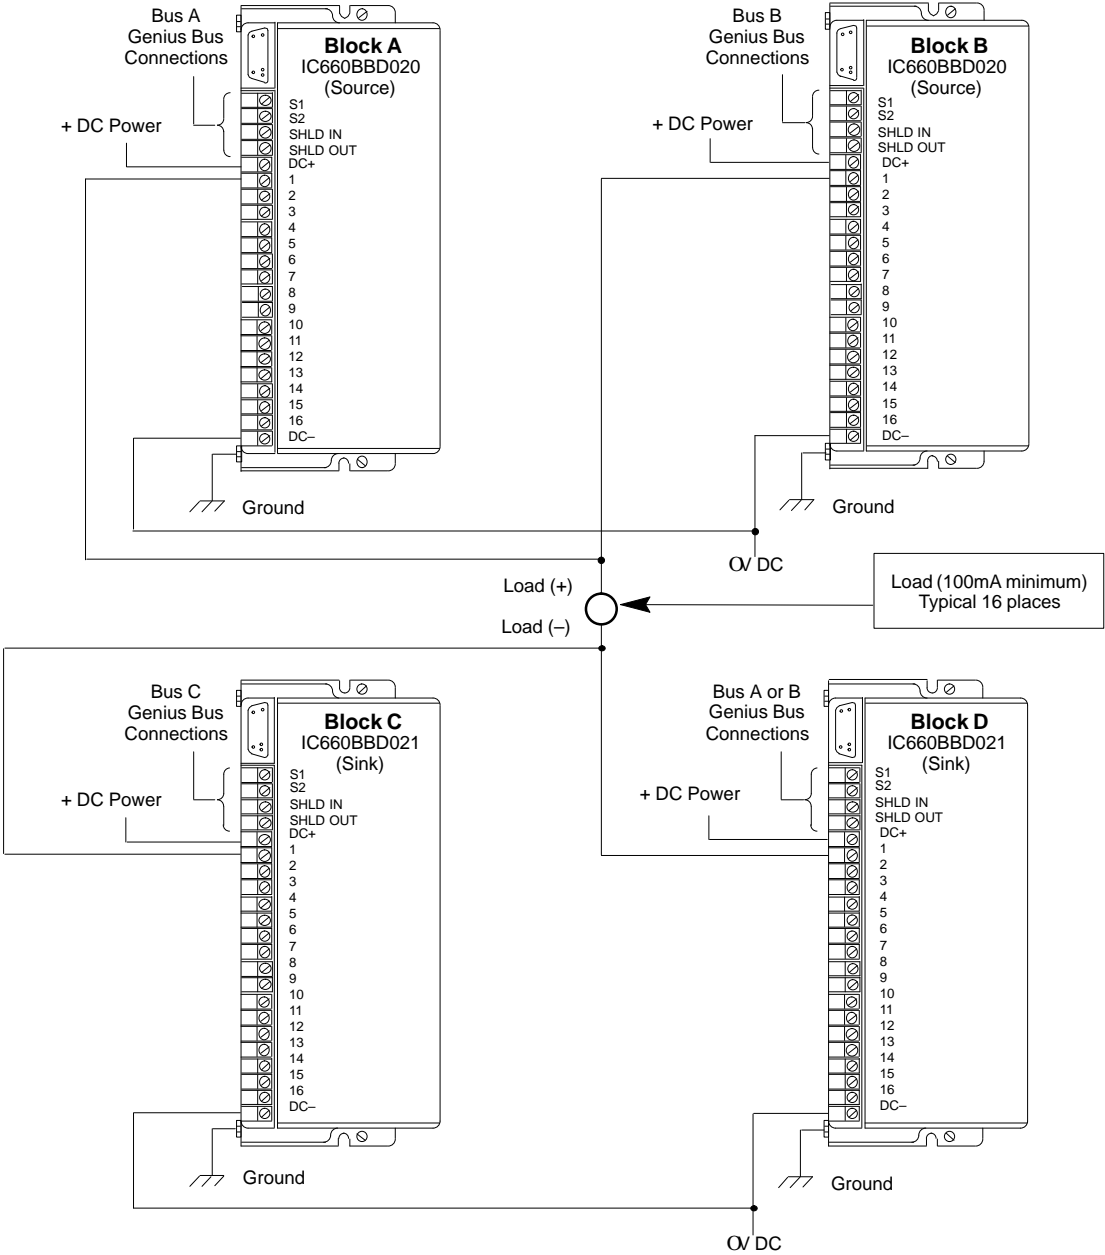 Bus A
Genius Bus
Connections
Block A
IC660BBD020
(Source)
+ DC Power
S1
S2
SHLD IN
SHLD OUT
DC+
1
2
3
4
5
6
7
8
9
10
11
12
13
14
15
16
DC–
Ground
Bus B
Genius Bus
Connections
Block B
IC660BBD020
(Source)
+ DC Power
S1
S2
SHLD IN
SHLD OUT
DC+
1
2
3
4
5
6
7
8
9
10
11
12
13
14
15
16
DC–
Ground
0V DC
Load (+)
Load (–)
Load (100mA minimum)
Typical 16 places
Bus C
Genius Bus
Connections
Block C
IC660BBD021
(Sink)
+ DC Power
S1
S2
SHLD IN
SHLD OUT
DC+
1
2
3
4
5
6
7
8
9
10
11
12
13
14
15
16
DC–
Ground
Bus A or B
Genius Bus
Connections
Block D
IC660BBD021
(Sink)
+ DC Power
S1
S2
SHLD IN
SHLD OUT
DC+
1
2
3
4
5
6
7
8
9
10
11
12
13
14
15
16
DC–
Ground
0V DC